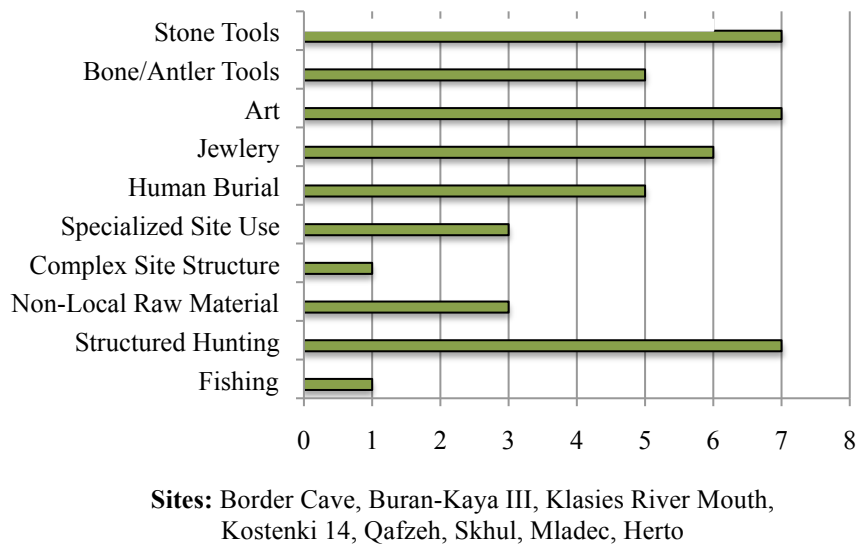 Stone Tools
Bone/Antler Tools
Art
Jewlery
Human Burial
Specialized Site Use
Complex Site Structure
Non-Local Raw Material
Structured Hunting
Fishing
0 1 2 3 4 5 6 7 8
Sites: Border Cave, Buran-Kaya III, Klasies River Mouth,
Kostenki 14, Qafzeh, Skhul, Mladec, Herto